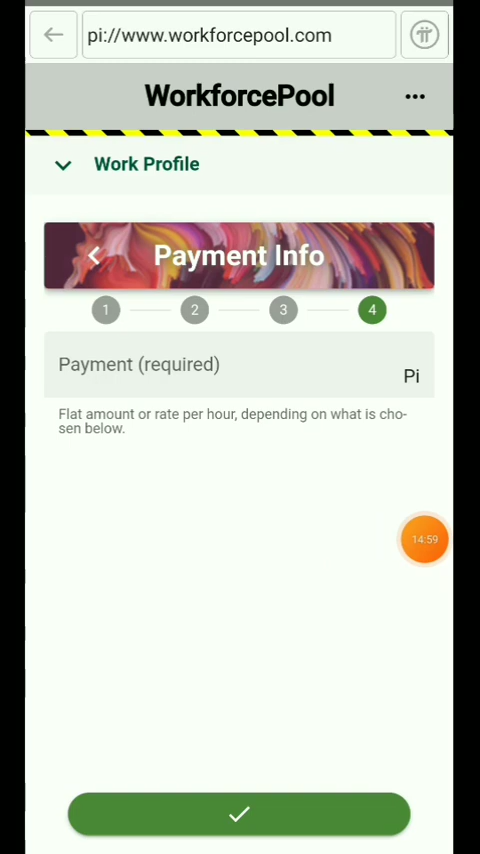 pi://www.workforcepool.com
WorkforcePool
Work Profile
Payment Info
1 2 3 4
Payment (required)
Pi
Flat amount or rate per hour, depending on what is cho-
sen below.
14:59